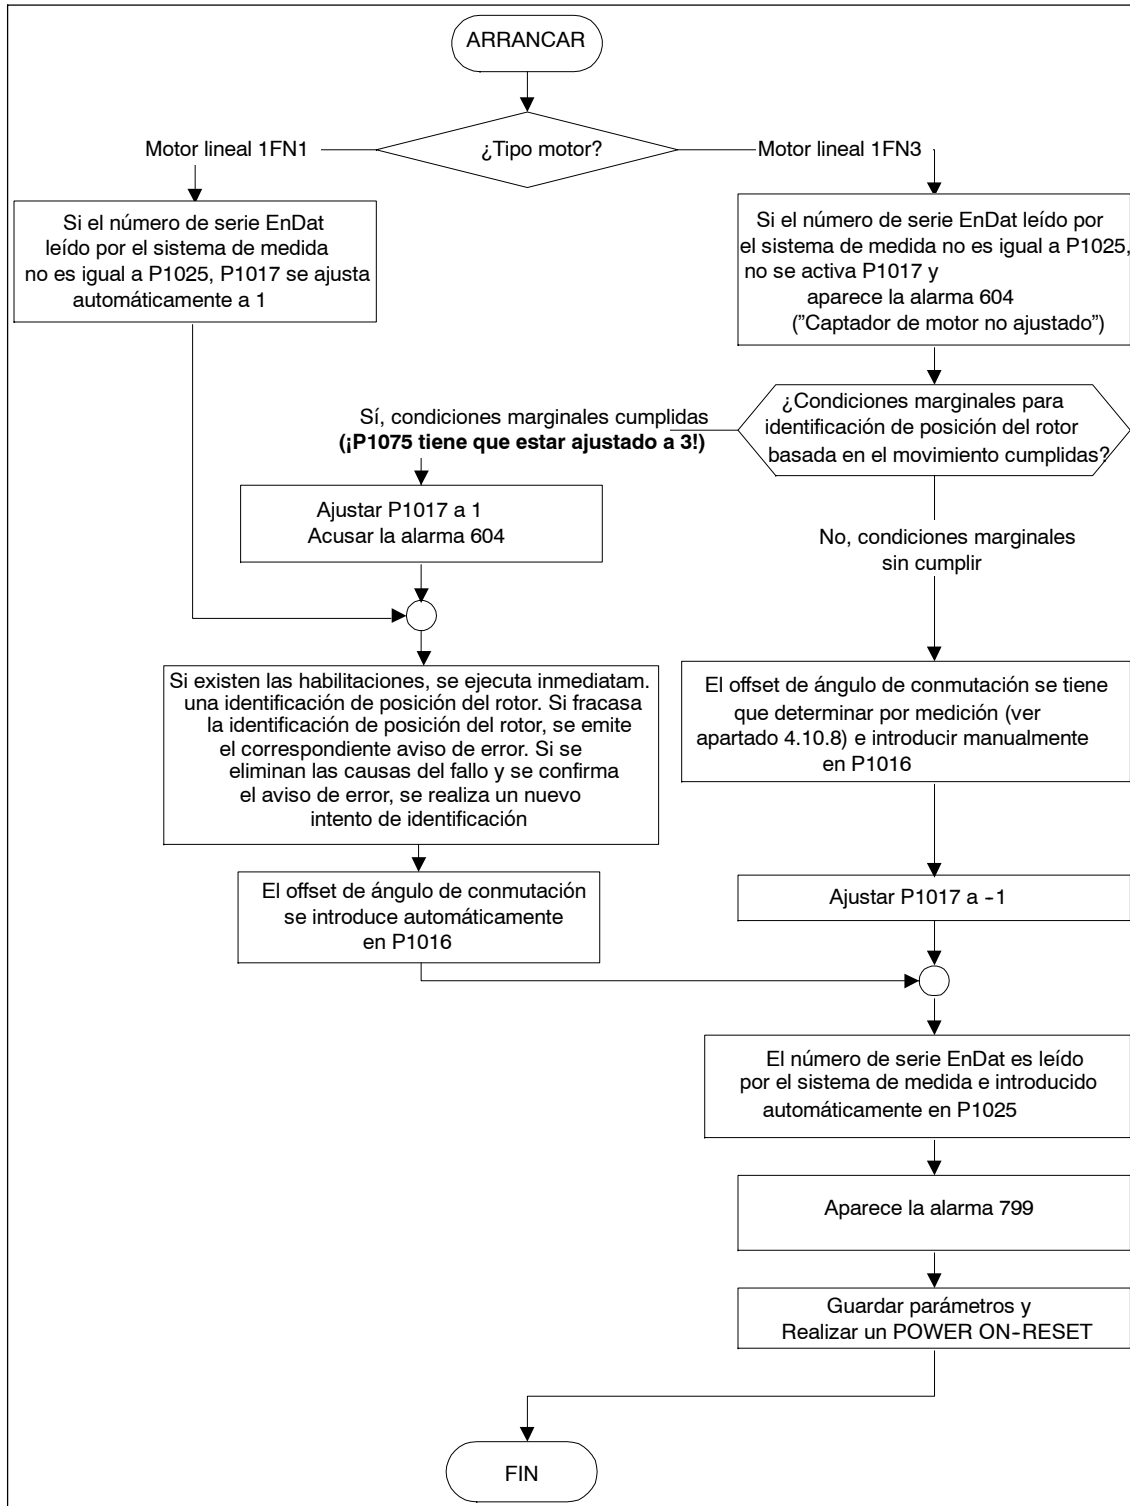 ARRANCAR
¿Tipo motor?
Motor lineal 1FN1
Motor lineal 1FN3
Si el número de serie EnDat
leído por el sistema de medida
no es igual a P1025, P1017 se ajusta
automáticamente a 1
Si el número de serie EnDat leído por
el sistema de medida no es igual a P1025,
no se activa P1017 y
aparece la alarma 604
("Captador de motor no ajustado")
¿Condiciones marginales para
identificación de posición del rotor
basada en el movimiento cumplidas?
Sí, condiciones marginales cumplidas
(¡P1075 tiene que estar ajustado a 3!)
Ajustar P1017 a 1
Acusar la alarma 604
No, condiciones marginales
sin cumplir
Si existen las habilitaciones, se ejecuta inmediatam.
una identificación de posición del rotor. Si fracasa
la identificación de posición del rotor, se emite
el correspondiente aviso de error. Si se
eliminan las causas del fallo y se confirma
el aviso de error, se realiza un nuevo
intento de identificación
El offset de ángulo de conmutación se tiene
que determinar por medición (ver
apartado 4.10.8) e introducir manualmente
en P1016
El offset de ángulo de conmutación
se introduce automáticamente
en P1016
Ajustar P1017 a -1
El número de serie EnDat es leído
por el sistema de medida e introducido
automáticamente en P1025
Aparece la alarma 799
Guardar parámetros y
Realizar un POWER ON-RESET
FIN